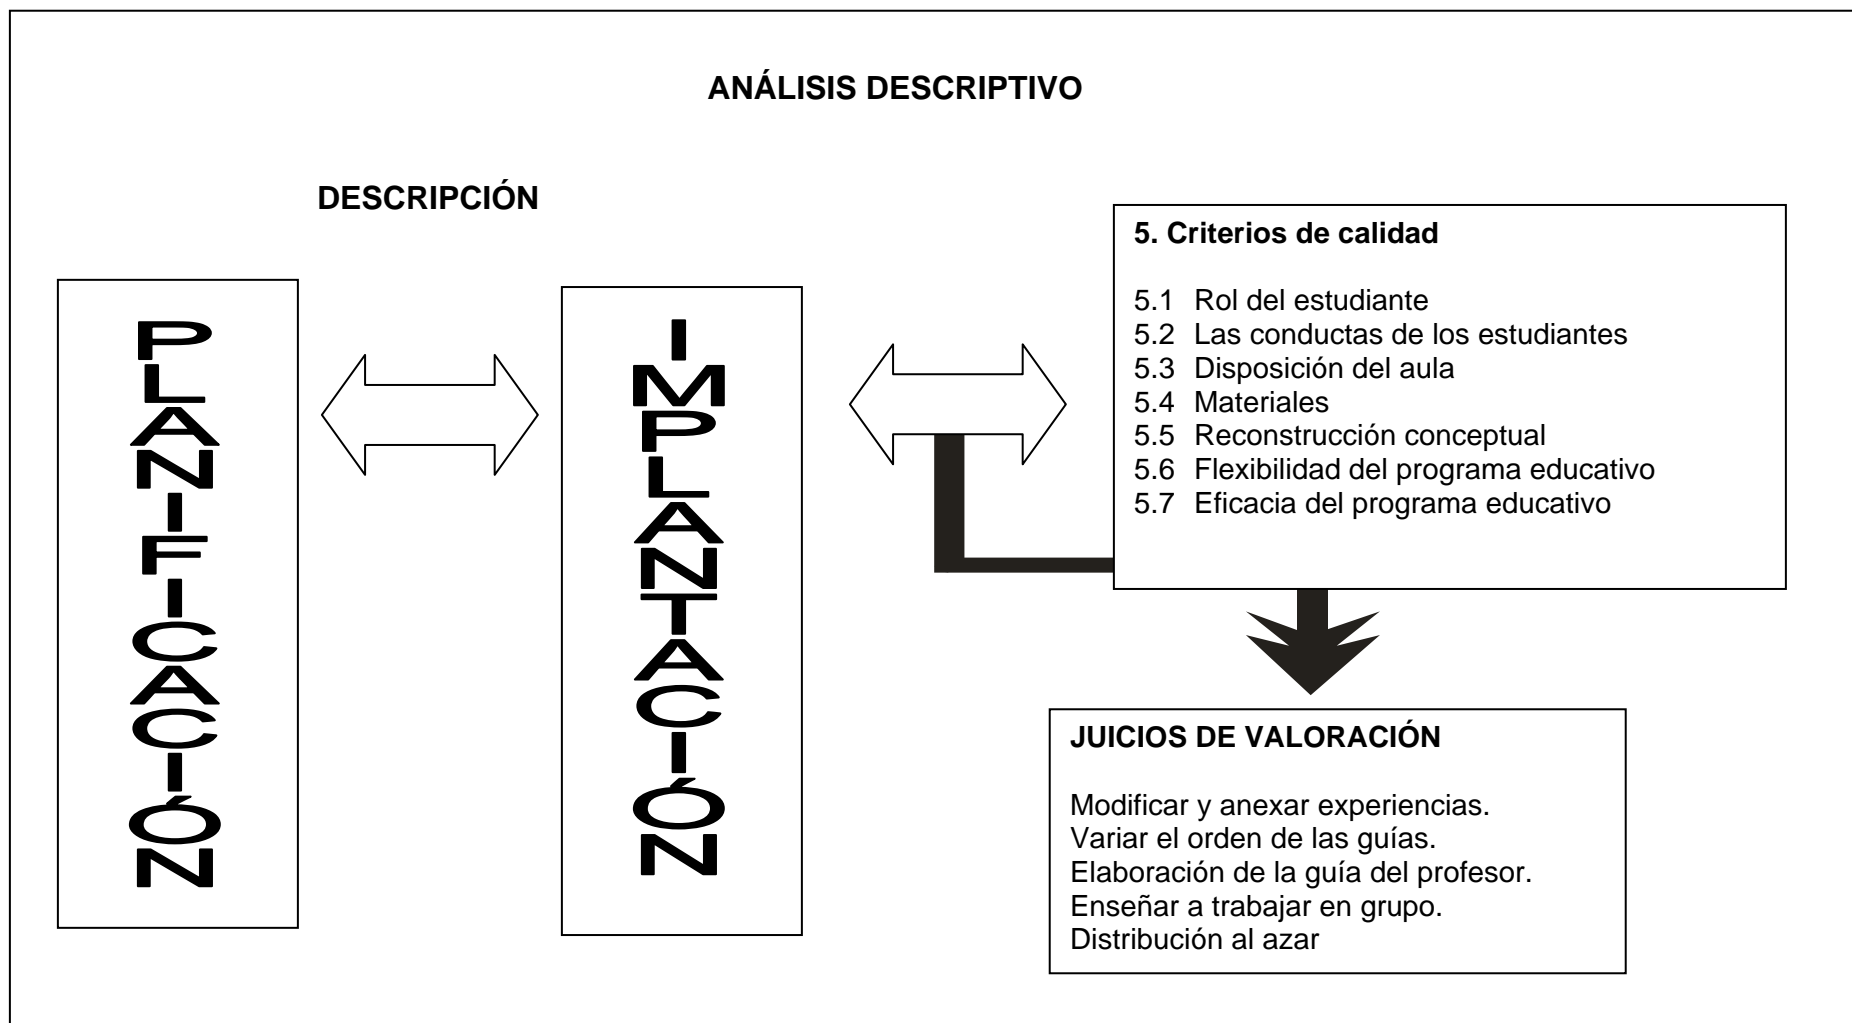 ANÁLISIS DESCRIPTIVO
DESCRIPCIÓN
PLANIFICACIÓN
IMPLANTACIÓN
5. Criterios de calidad
5.1 Rol del estudiante
5.2 Las conductas de los estudiantes
5.3 Disposición del aula
5.4 Materiales
5.5 Reconstrucción conceptual
5.6 Flexibilidad del programa educativo
5.7 Eficacia del programa educativo
JUICIOS DE VALORACIÓN
Modificar y anexar experiencias.
Variar el orden de las guías.
Elaboración de la guía del profesor.
Enseñar a trabajar en grupo.
Distribución al azar